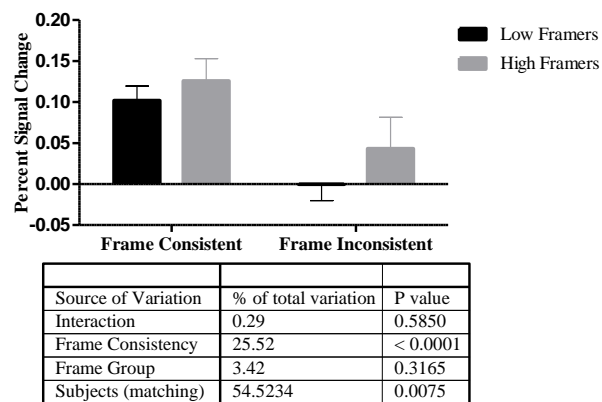 0.20
0.15
0.10
0.05
0.00
-0.05
Percent Signal Change
Low Framers
High Framers
Frame Consistent Frame Inconsistent
Source of Variation % of total variation P value
Interaction 0.29 0.5850
Frame Consistency 25.52 < 0.0001
Frame Group 3.42 0.3165
Subjects (matching) 54.5234 0.0075